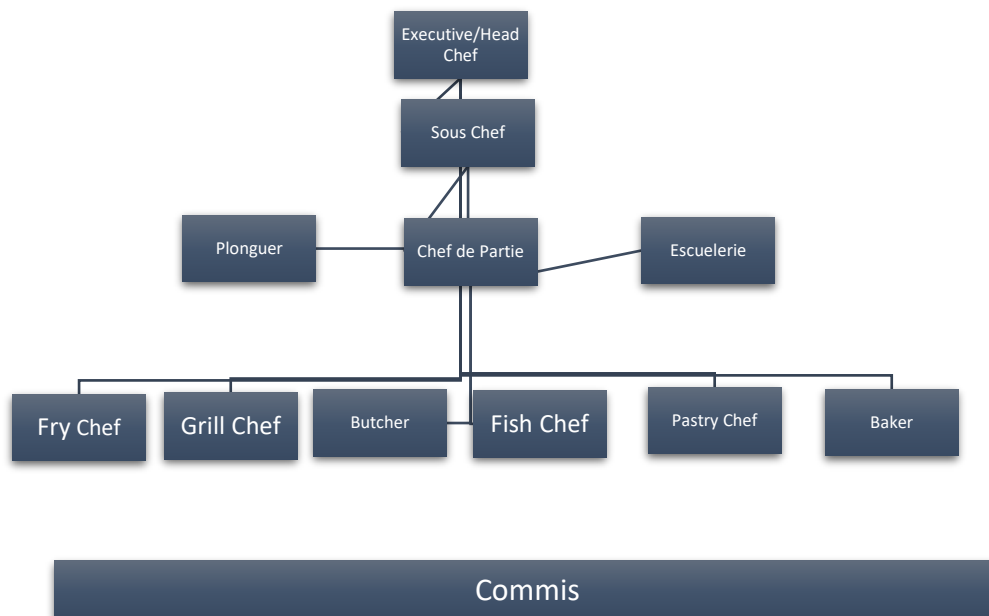 Executive/Head
Chef
Sous Chef
Plonguer
Chef de Partie
Escuelerie
Fry Chef
Grill Chef
Butcher
Fish Chef
Pastry Chef
Baker
Commis